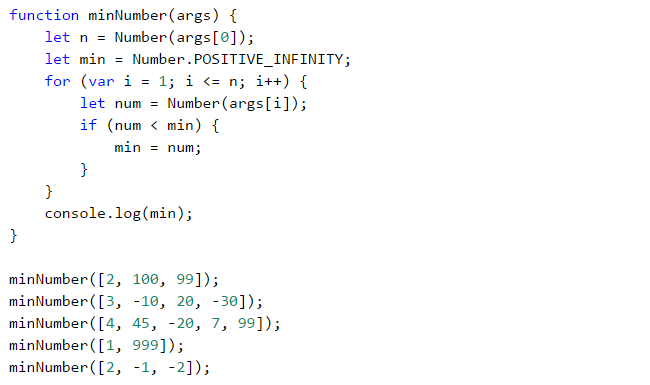 function minNumber(args) {
    let n = Number(args[0]);
    let min = Number.POSITIVE_INFINITY;
    for (var i = 1; i <= n; i++) {
        let num = Number(args[i]);
        if (num < min) {
            min = num;
        }
    }
    console.log(min);
}

minNumber([2, 100, 99]);
minNumber([3, -10, 20, -30]);
minNumber([4, 45, -20, 7, 99]);
minNumber([1, 999]);
minNumber([2, -1, -2]);